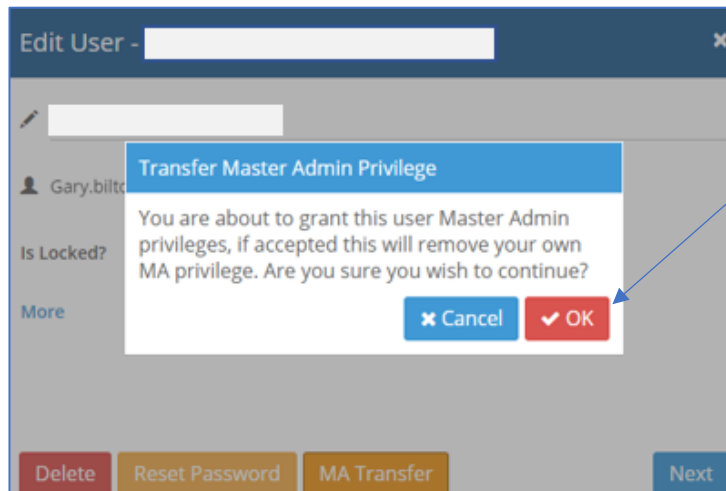 Edit User -
Transfer Master Admin Privilege
Gary.bilto
You are about to grant this user Master Admin
privileges, if accepted this will remove your own
MA privilege. Are you sure you wish to continue?
Is Locked?
More
Cancel
OK
Delete
Reset Password
MA Transfer
Next